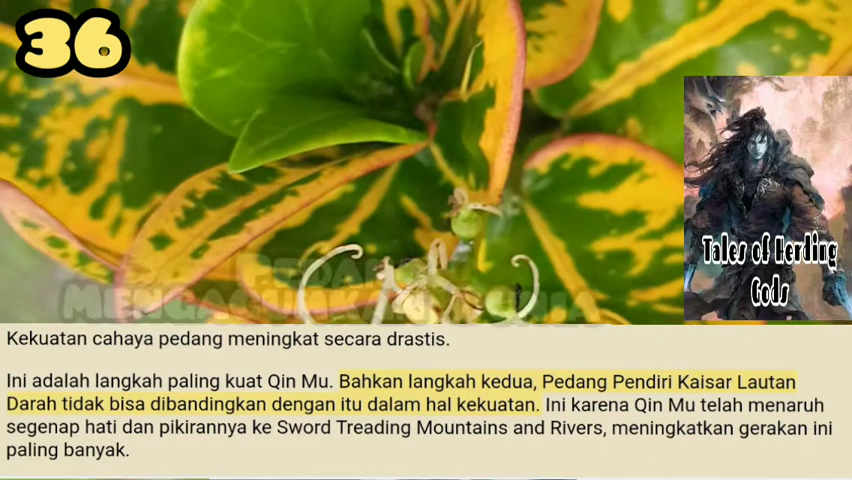 36
Tales of Herding
Gods
Kekuatan cahaya pedang meningkat secara drastis.
Ini adalah langkah paling kuat Qin Mu. Bahkan langkah kedua, Pedang Pendiri Kaisar Lautan
Darah tidak bisa dibandingkan dengan itu dalam hal kekuatan. Ini karena Qin Mu telah menaruh
segenap hati dan pikirannya ke Sword Treading Mountains and Rivers, meningkatkan gerakan ini
paling banyak.